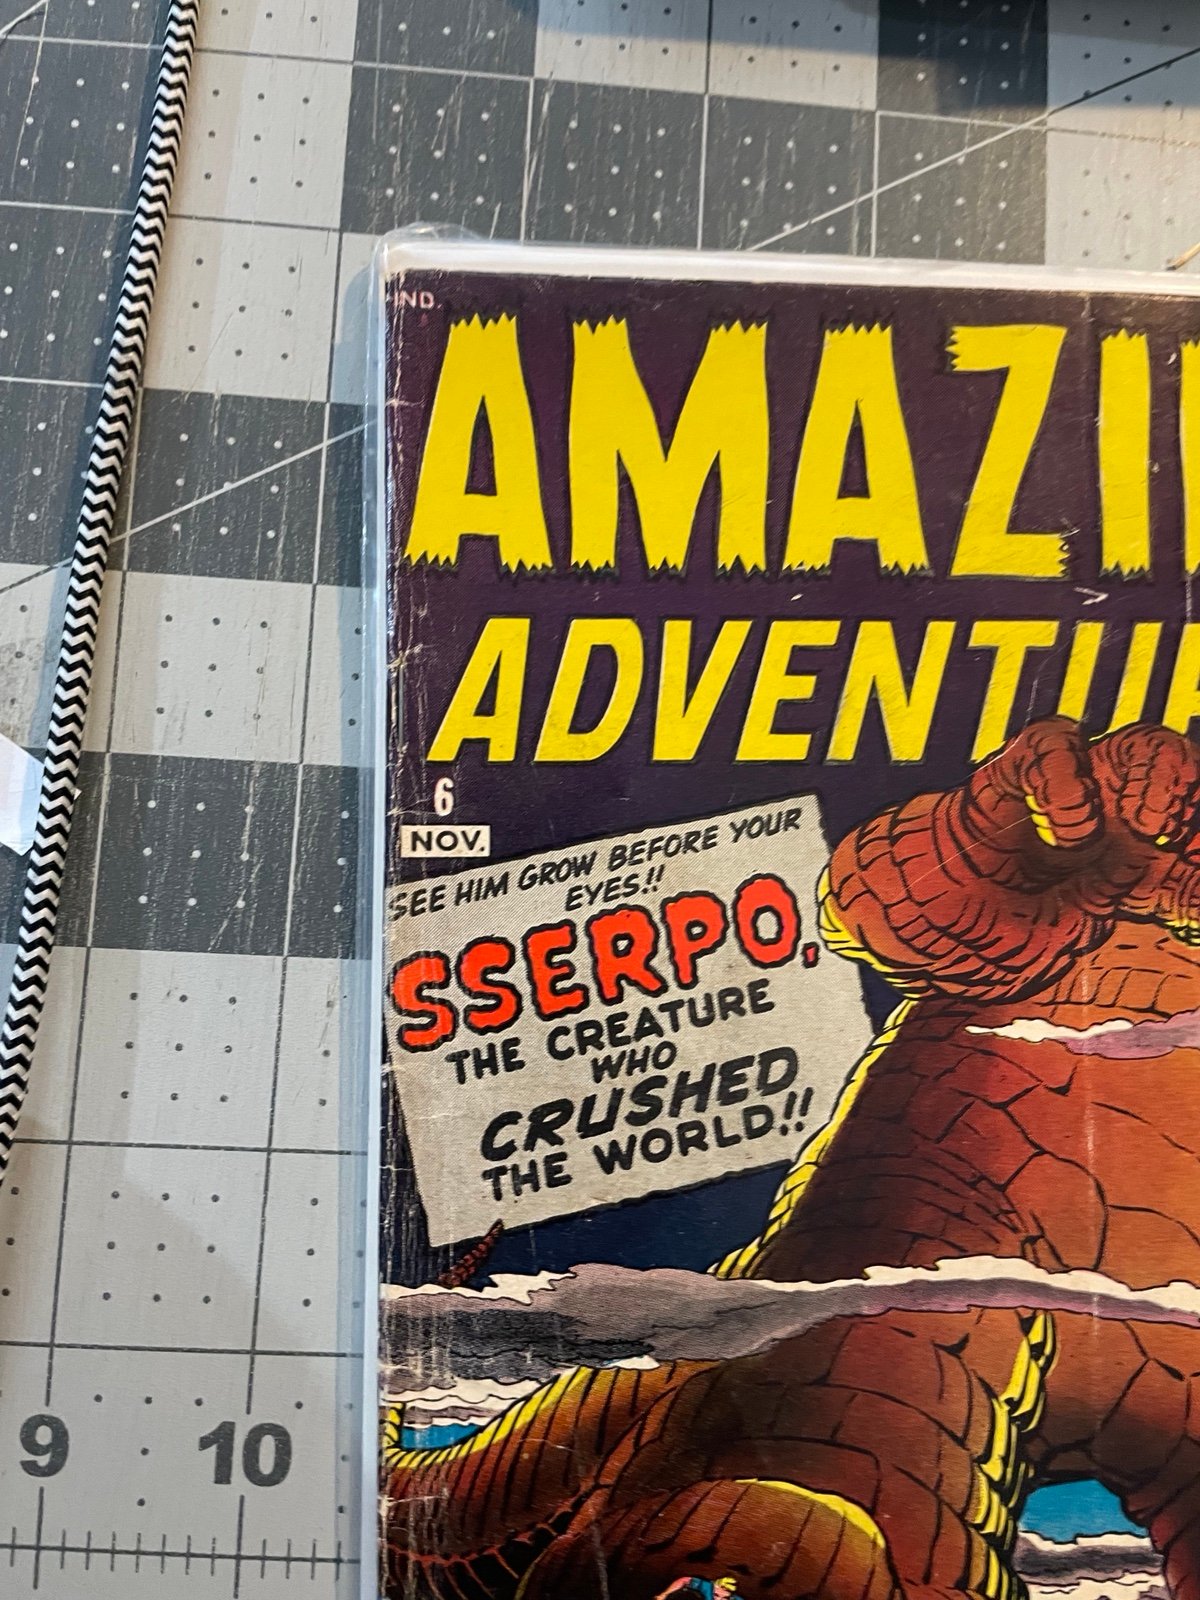 IND.
AMAZI
ADVENTU
6
NOV.
SEE HIM GROW BEFORE YOUR
EYES!!
SSERPO,
THE CREATURE
WHO
CRUSHED
THE WORLD!!
9 10